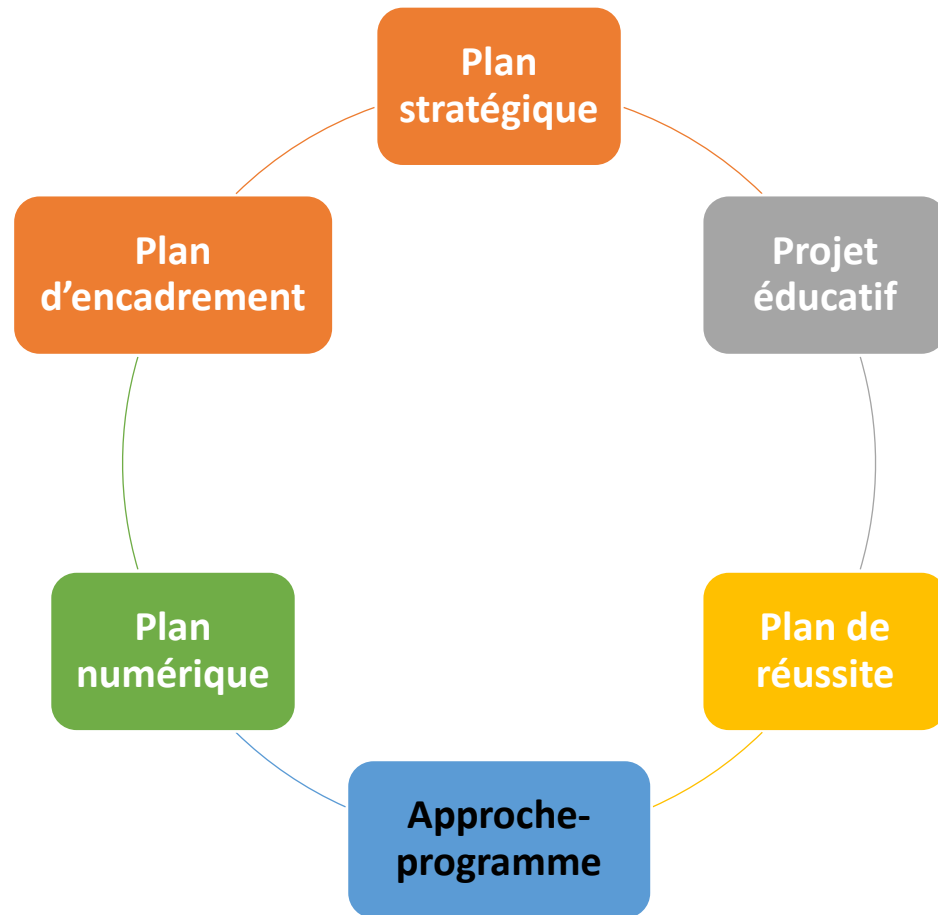 Plan
stratégique
Projet
éducatif
Plan de
réussite
Approche-
programme
Plan
numérique
Plan
d’encadrement